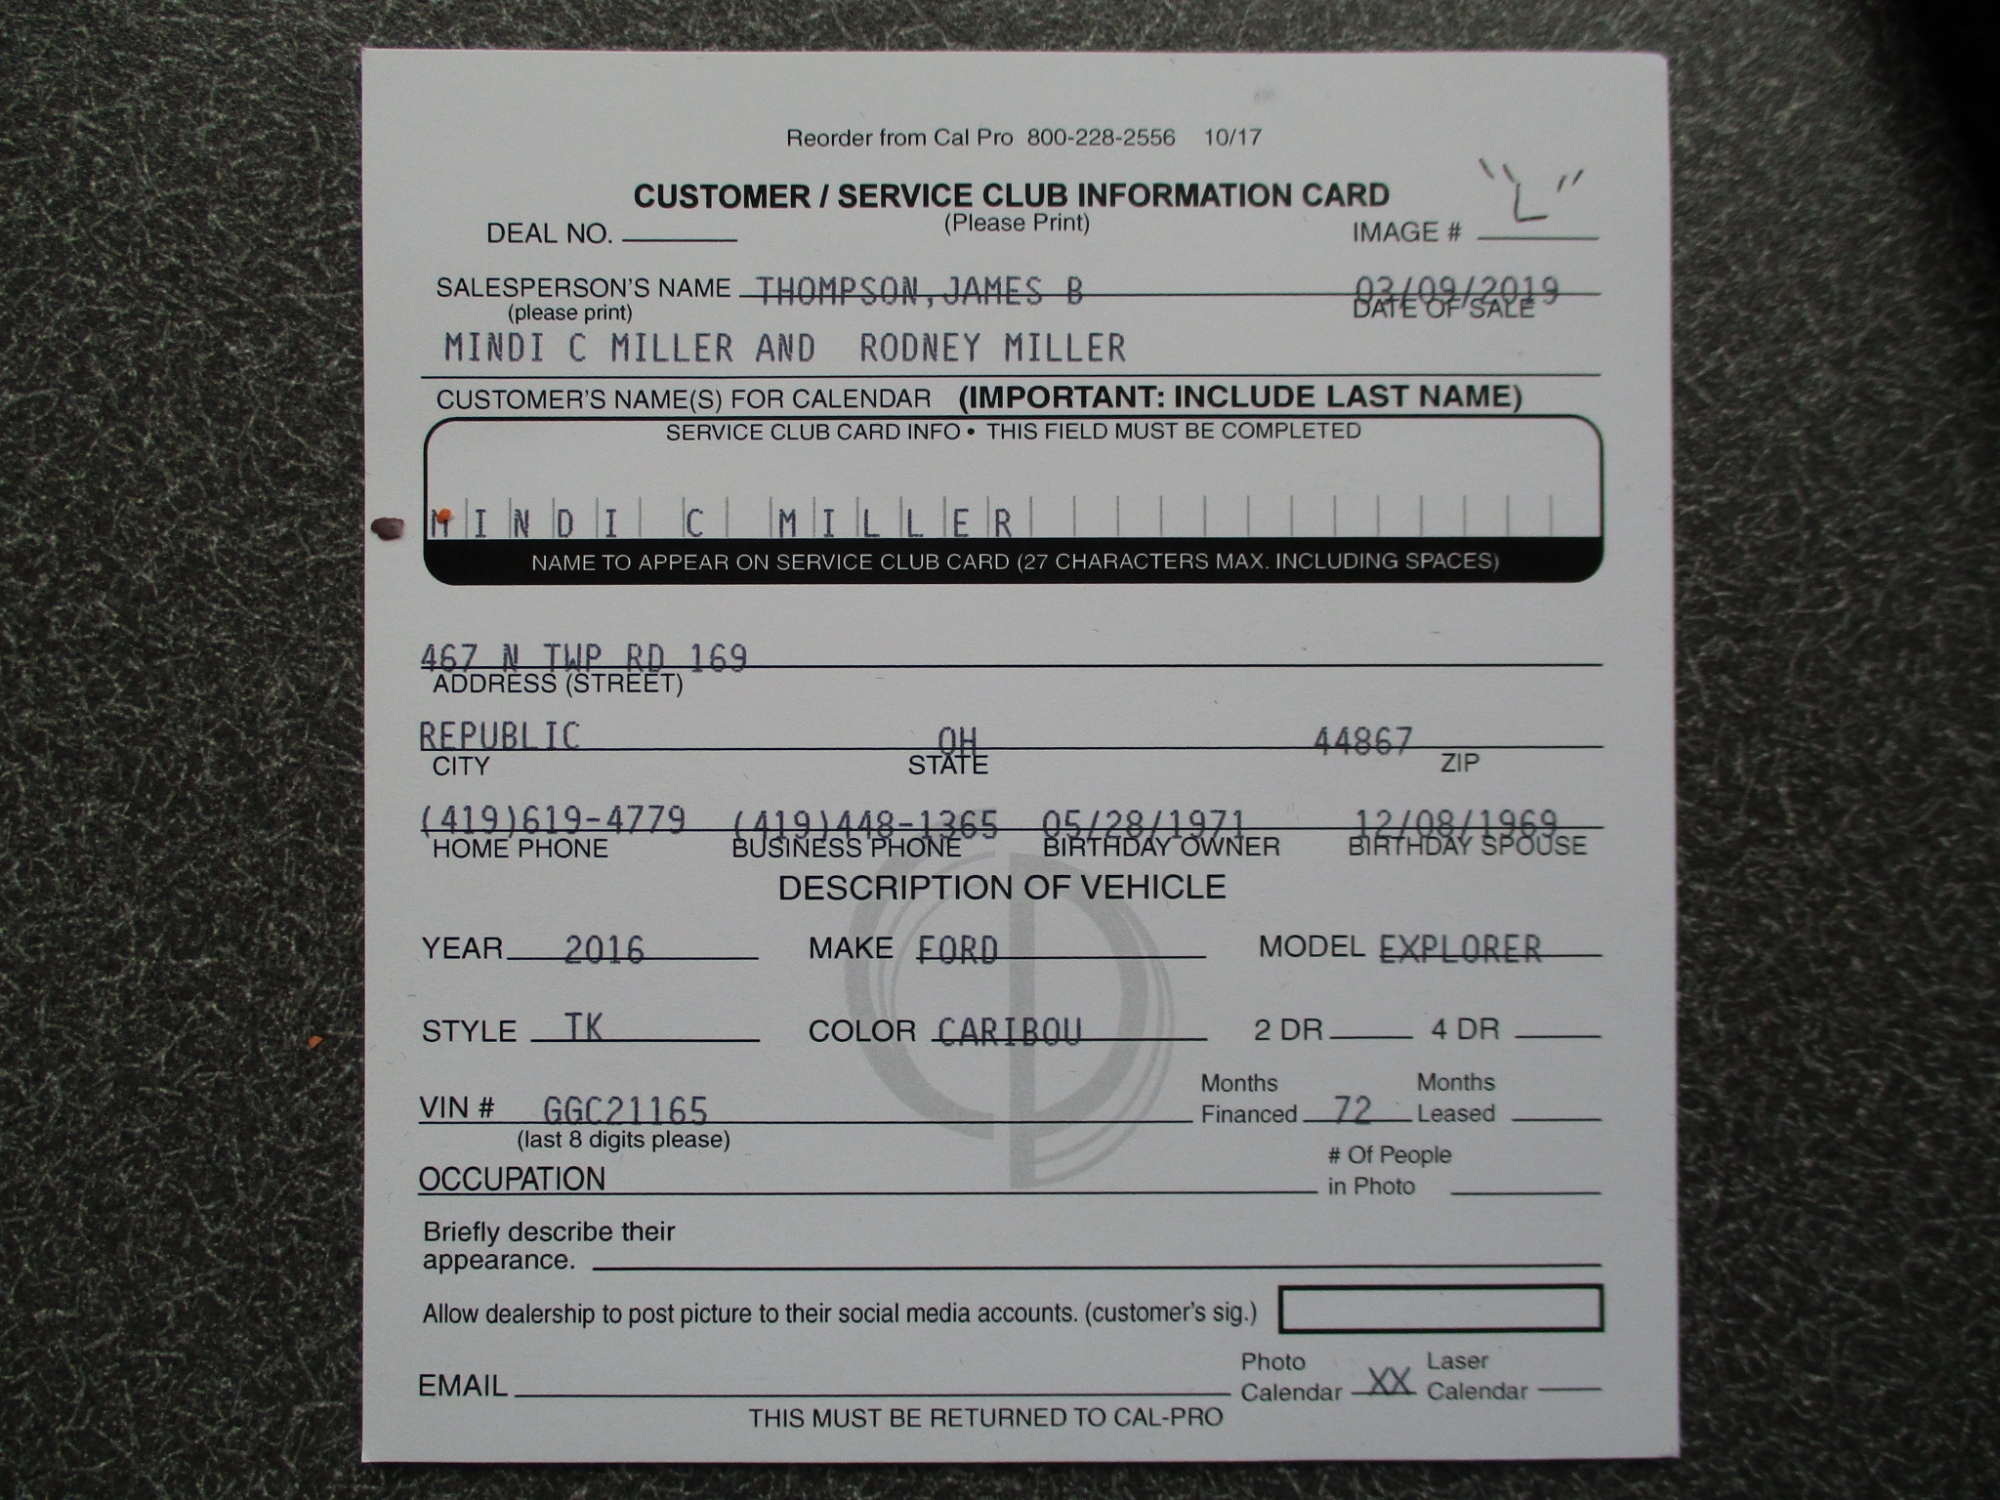 Reorder from Cal Pro 800-228-2556 10/17
CUSTOMER / SERVICE CLUB INFORMATION CARD
(Please Print)
DEAL NO. IMAGE # "L"
SALESPERSON'S NAME THOMPSON,JAMES B 03/09/2019
(please print) DATE OF SALE
MINDI C MILLER AND RODNEY MILLER
CUSTOMER'S NAME(S) FOR CALENDAR (IMPORTANT: INCLUDE LAST NAME)
SERVICE CLUB CARD INFO • THIS FIELD MUST BE COMPLETED
MINDI C MILLER
NAME TO APPEAR ON SERVICE CLUB CARD (27 CHARACTERS MAX. INCLUDING SPACES)
467 N TWP RD 169
ADDRESS (STREET)
REPUBLIC OH 44867
CITY STATE ZIP
(419)619-4779 (419)448-1365 05/28/1971 12/08/1969
HOME PHONE BUSINESS PHONE BIRTHDAY OWNER BIRTHDAY SPOUSE
DESCRIPTION OF VEHICLE
YEAR 2016 MAKE FORD MODEL EXPLORER
STYLE TK COLOR CARIBOU 2 DR 4 DR
VIN # GGC21165 Months Financed 72 Months Leased
(last 8 digits please)
OCCUPATION # Of People in Photo
Briefly describe their
appearance.
Allow dealership to post picture to their social media accounts. (customer's sig.)
EMAIL Photo Calendar XX Laser Calendar
THIS MUST BE RETURNED TO CAL-PRO